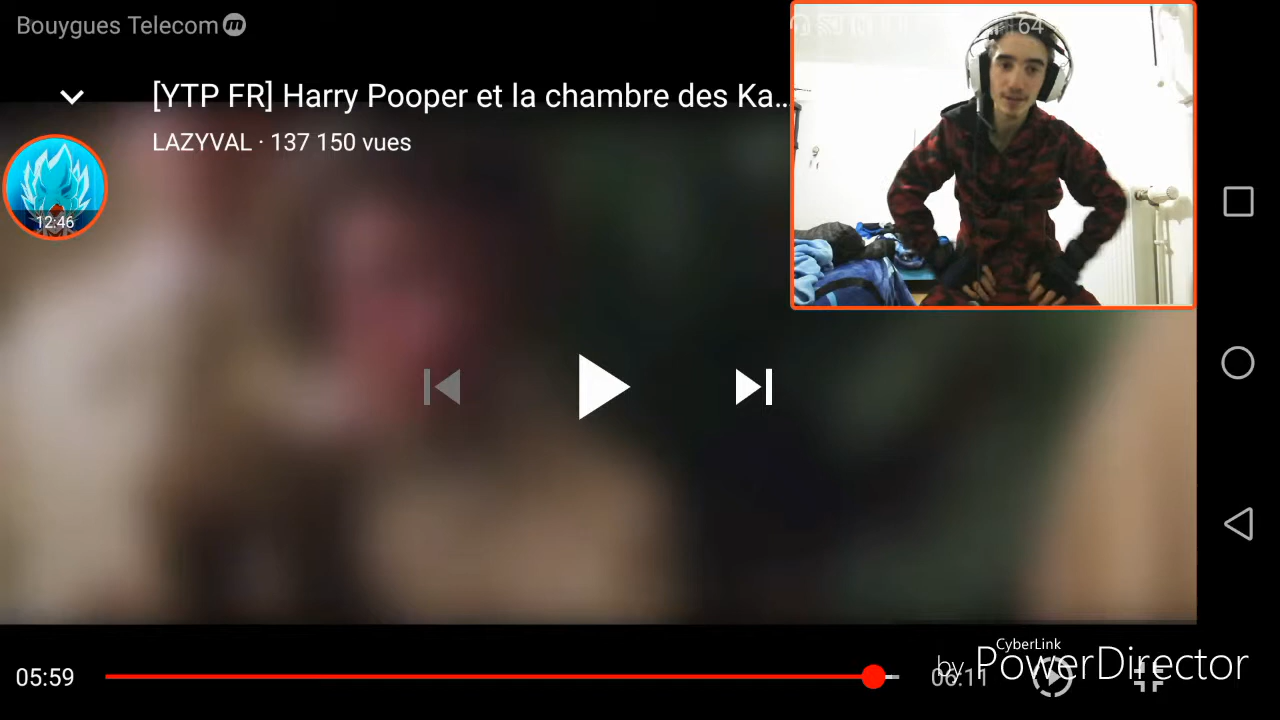 Bouygues Telecom
64
[YTP FR] Harry Pooper et la chambre des Ka...
LAZYVAL · 137 150 vues
12:46
05:59
06:11
CyberLink
by PowerDirector